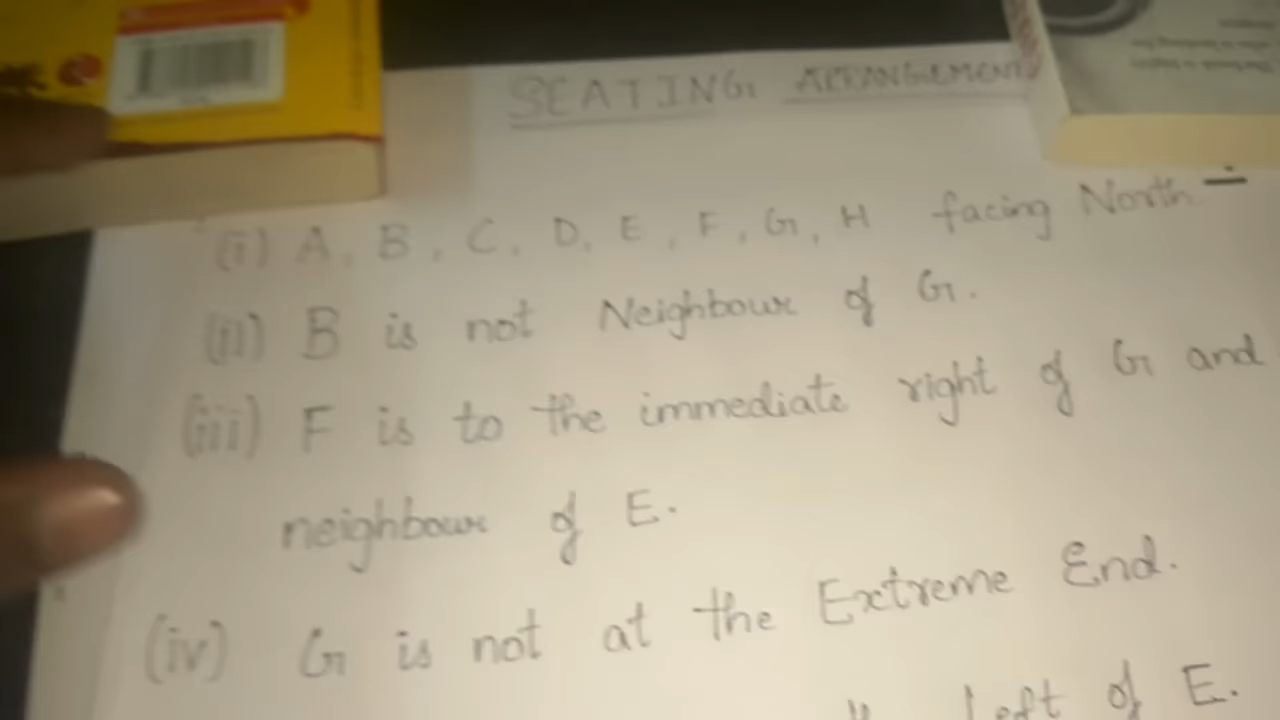 SEATING ARRANGEMENT
(i) A, B, C, D, E, F, G, H facing North
(ii) B is not Neighbour of G.
(iii) F is to the immediate right of G and
neighbour of E.
(iv) G is not at the Extreme End.
left of E.